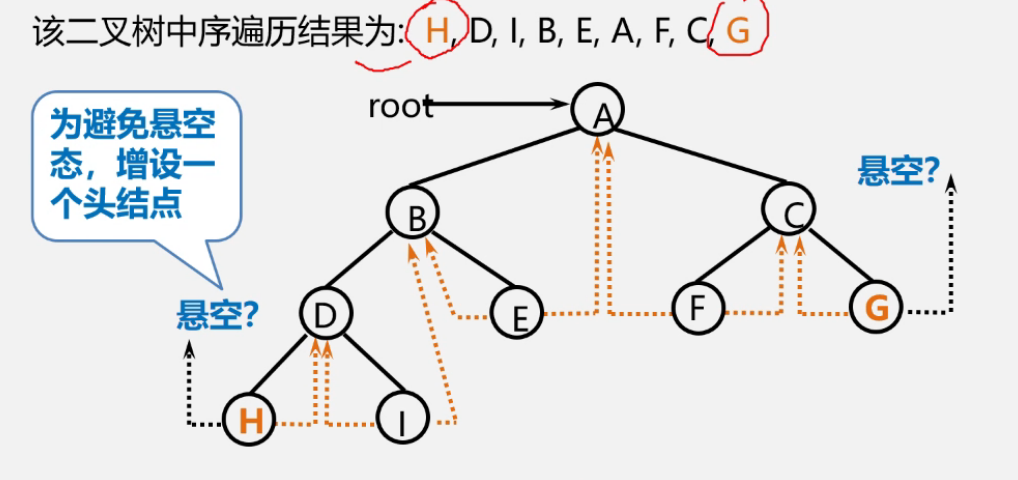 该二叉树中序遍历结果为: H, D, I, B, E, A, F, C, G
root
A
为避免悬空
态，增设一
个头结点
悬空?
B
C
悬空?
D
E
F
G
H
I